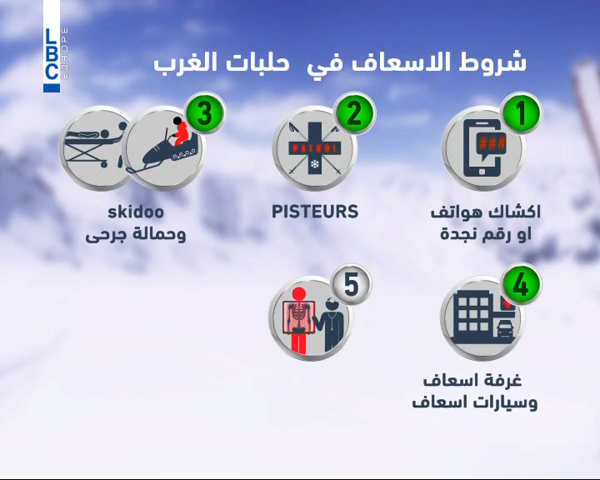 LBC
EUROPE
شروط الاسعاف في حلبات الغرب
1
###
اكشاك هواتف
او رقم نجدة
2
PATROL
PISTEURS
3
skidoo
وحمالة جرحى
4
غرفة اسعاف
وسيارات اسعاف
5